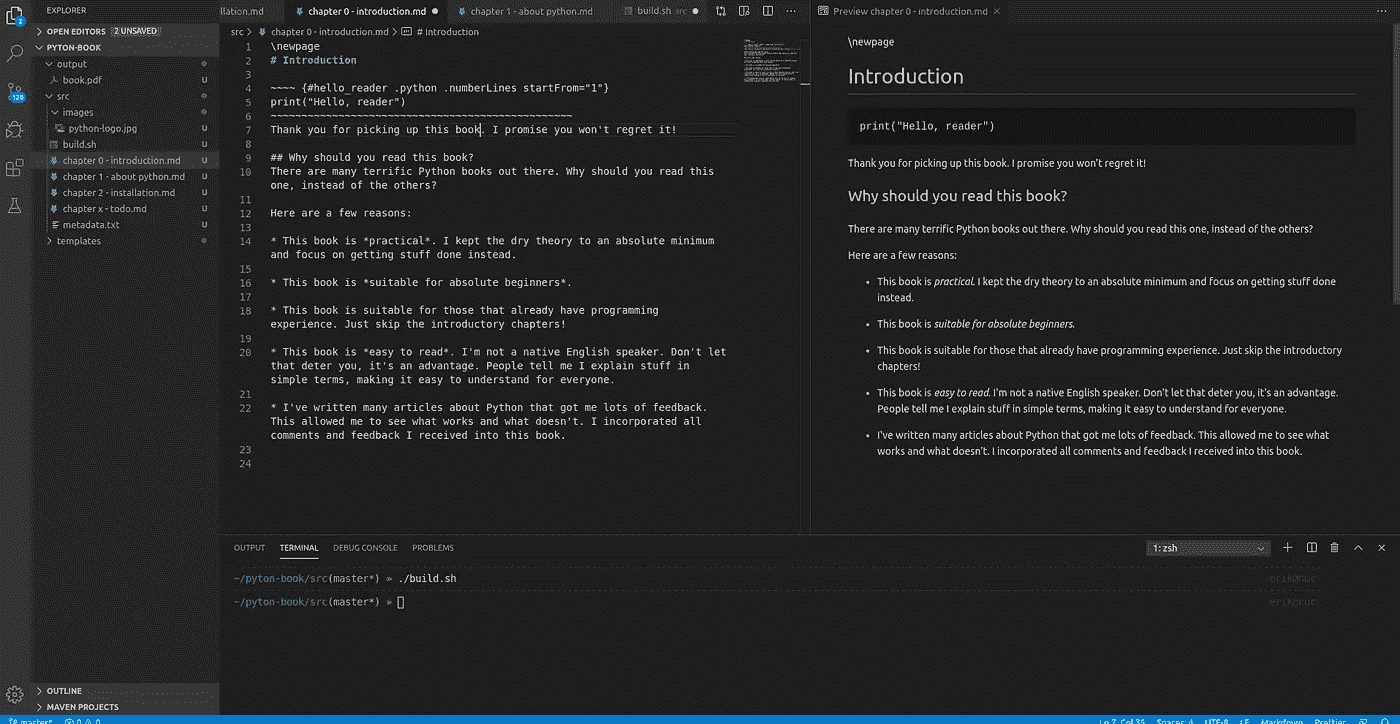 EXPLORER
OPEN EDITORS 2 UNSAVED
PYTON-BOOK
output
book.pdf U
src
images
python-logo.jpg U
build.sh U
chapter 0 - introduction.md U
chapter 1 - about python.md U
chapter 2 - installation.md U
chapter x - todo.md U
metadata.txt U
templates
OUTLINE
MAVEN PROJECTS
2
126
llation.md chapter 0 - introduction.md chapter 1 - about python.md build.sh src
src > chapter 0 - introduction.md > # Introduction
1 \newpage
2 # Introduction
3
4 ~~~~ {#hello_reader .python .numberLines startFrom="1"}
5 print("Hello, reader")
6 ~~~~~~~~~~~~~~~~~~~~~~~~~~~~~~~~~~~~~~~~~~~~~~~~~
7 Thank you for picking up this book. I promise you won't regret it!
8
9 ## Why should you read this book?
10 There are many terrific Python books out there. Why should you read this
one, instead of the others?
11
12 Here are a few reasons:
13
14 * This book is *practical*. I kept the dry theory to an absolute minimum
and focus on getting stuff done instead.
15
16 * This book is *suitable for absolute beginners*.
17
18 * This book is suitable for those that already have programming
experience. Just skip the introductory chapters!
19
20 * This book is *easy to read*. I'm not a native English speaker. Don't let
that deter you, it's an advantage. People tell me I explain stuff in
simple terms, making it easy to understand for everyone.
21
22 * I've written many articles about Python that got me lots of feedback.
This allowed me to see what works and what doesn't. I incorporated all
comments and feedback I received into this book.
23
24
Preview chapter 0 - introduction.md
\newpage
Introduction
print("Hello, reader")
Thank you for picking up this book. I promise you won't regret it!
Why should you read this book?
There are many terrific Python books out there. Why should you read this one, instead of the others?
Here are a few reasons:
• This book is practical. I kept the dry theory to an absolute minimum and focus on getting stuff done
instead.
• This book is suitable for absolute beginners.
• This book is suitable for those that already have programming experience. Just skip the introductory
chapters!
• This book is easy to read. I'm not a native English speaker. Don't let that deter you, it's an advantage.
People tell me I explain stuff in simple terms, making it easy to understand for everyone.
• I've written many articles about Python that got me lots of feedback. This allowed me to see what
works and what doesn't. I incorporated all comments and feedback I received into this book.
OUTPUT TERMINAL DEBUG CONSOLE PROBLEMS 1: zsh
~/pyton-book/src(master*) » ./build.sh erik@nuc
~/pyton-book/src(master*) » erik@nuc
master* 0 0 Ln 7, Col 35 Spaces: 4 UTF-8 LF Markdown Prettier